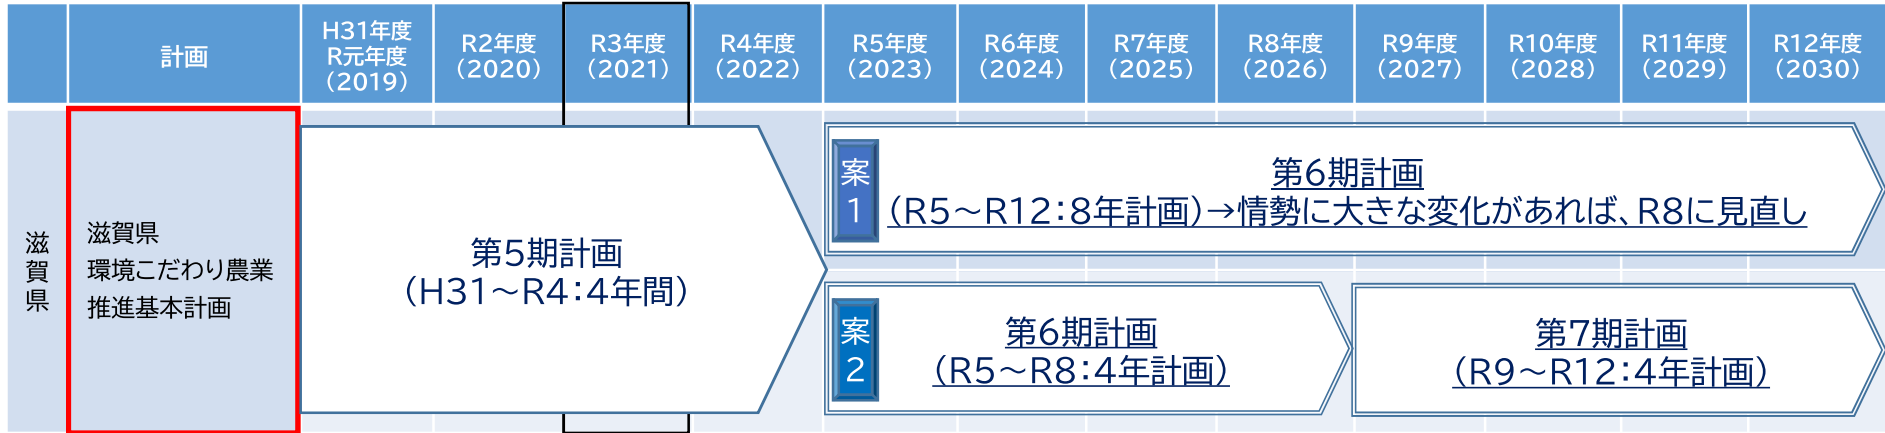 計画
H31年度
R元年度
（2019）
R2年度
（2020）
R3年度
（2021）
R4年度
（2022）
R5年度
（2023）
R6年度
（2024）
R7年度
（2025）
R8年度
（2026）
R9年度
（2027）
R10年度
（2028）
R11年度
（2029）
R12年度
（2030）
滋賀県
滋賀県
環境こだわり農業
推進基本計画
第5期計画
（H31～R4：4年間）
案1
第6期計画
（R5～R12：8年計画）→情勢に大きな変化があれば、R8に見直し
案2
第6期計画
（R5～R8：4年計画）
第7期計画
（R9～R12：4年計画）